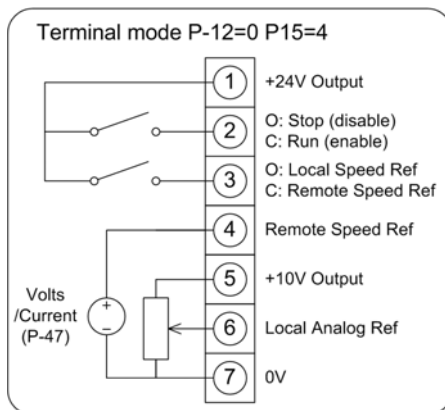 Terminal mode P-12=0 P15=4
1 +24V Output
2 O: Stop (disable)
C: Run (enable)
3 O: Local Speed Ref
C: Remote Speed Ref
4 Remote Speed Ref
5 +10V Output
Volts
/Current
(P-47)
+
−
6 Local Analog Ref
7 0V